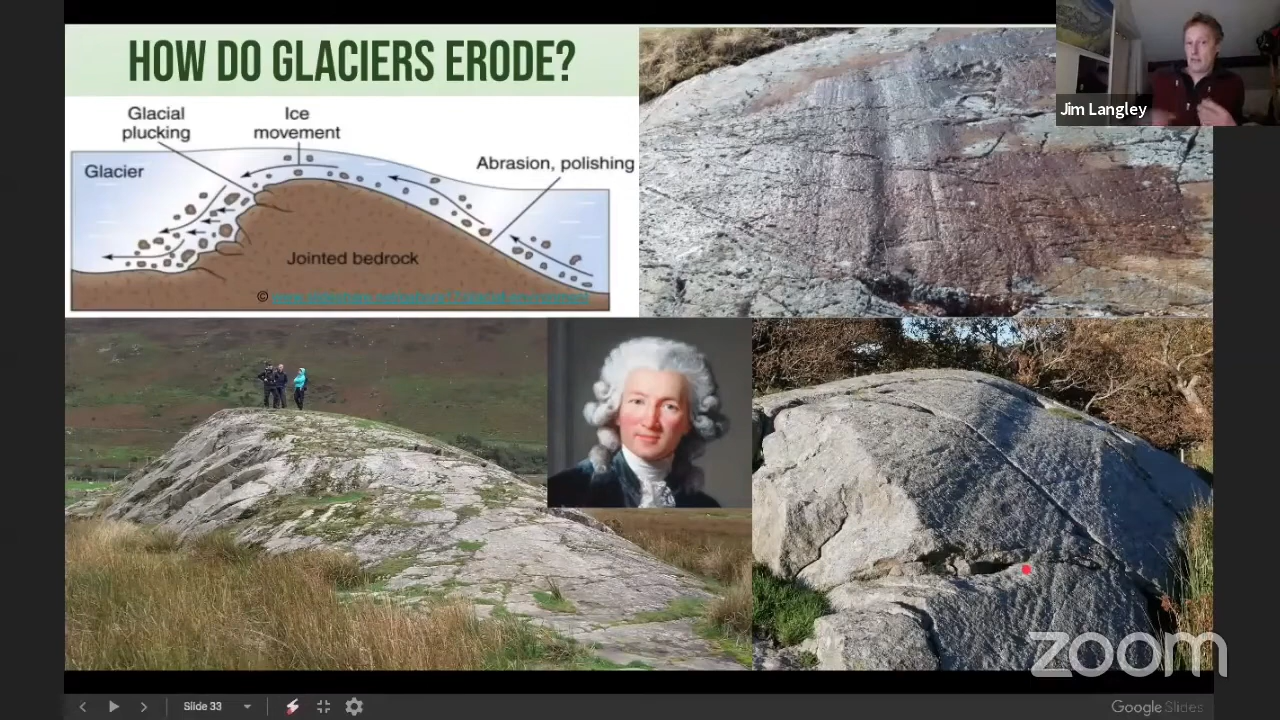 HOW DO GLACIERS ERODE?
Glacial
plucking
Ice
movement
Glacier
Abrasion, polishing
Jointed bedrock
©
Jim Langley
zoom
Slide 33
Google Slides